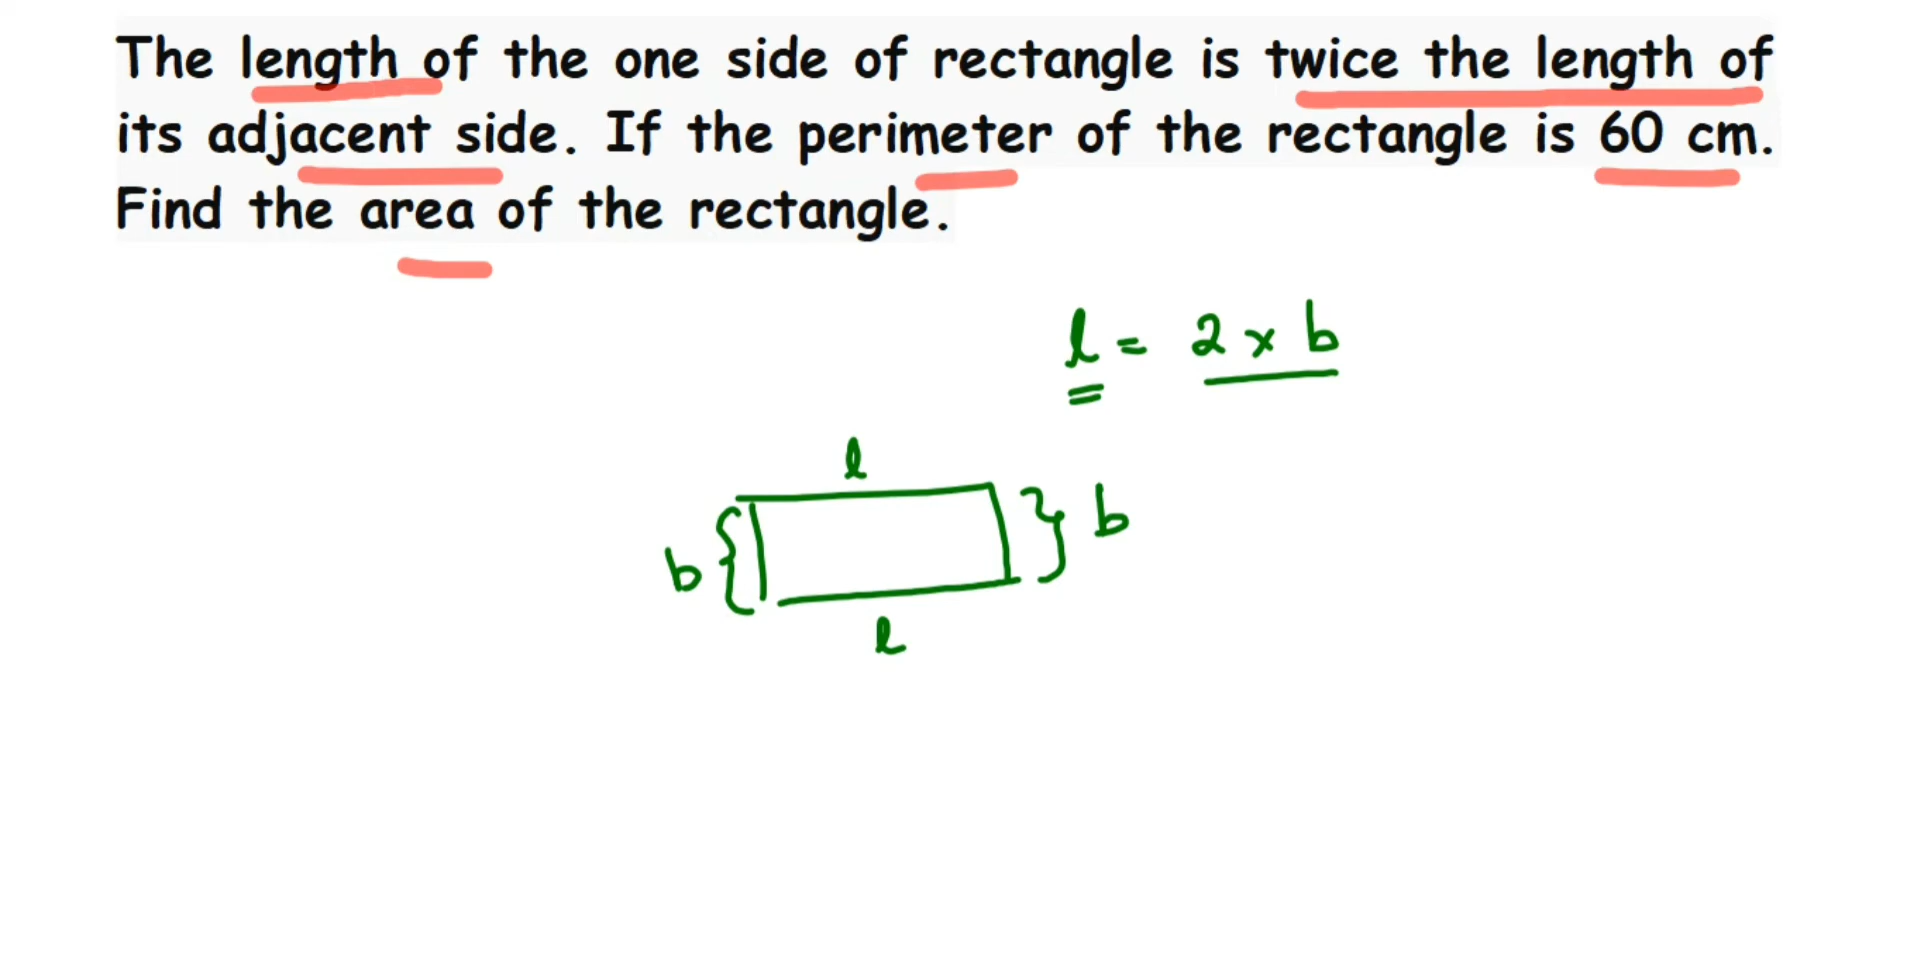 The length of the one side of rectangle is twice the length of
its adjacent side. If the perimeter of the rectangle is 60 cm.
Find the area of the rectangle.
l = 2 x b
l
b
b
l